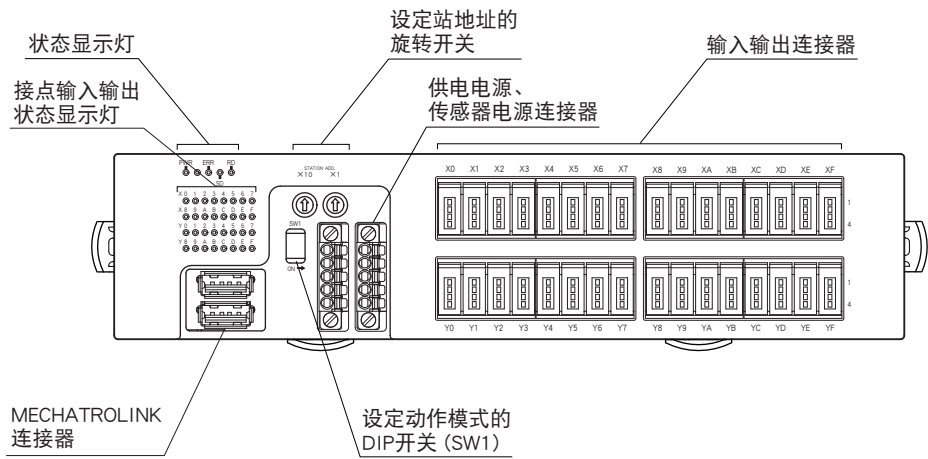 设定站地址的
旋转开关
状态显示灯
输入输出连接器
接点输入输出
状态显示灯
供电电源、
传感器电源连接器
PWR ERR RD
SD
STATION ADD.
×10 ×1
X 0 1 2 3 4 5 6 7
X 8 9 A B C D E F
Y 0 1 2 3 4 5 6 7
Y 8 9 A B C D E F
SW1
ON
X0 X1 X2 X3 X4 X5 X6 X7 X8 X9 XA XB XC XD XE XF
1
4
1
4
Y0 Y1 Y2 Y3 Y4 Y5 Y6 Y7 Y8 Y9 YA YB YC YD YE YF
MECHATROLINK
连接器
设定动作模式的
DIP开关 (SW1)